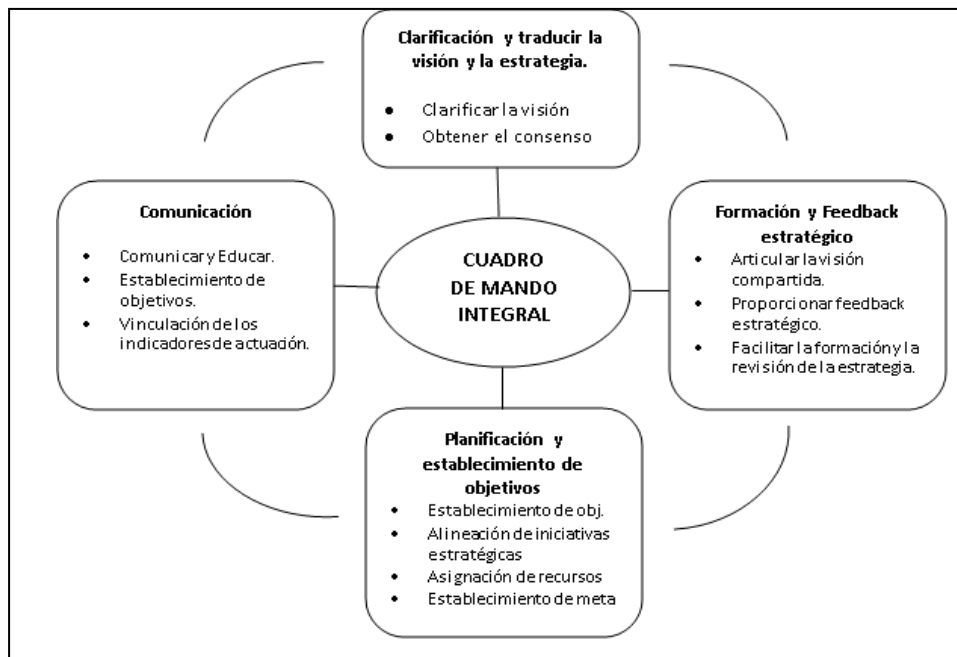 Clarificación y traducir la
visión y la estrategia.
• Clarificar la visión
• Obtener el consenso
Comunicación
• Comunicar y Educar.
• Establecimiento de
objetivos.
• Vinculación de los
indicadores de actuación.
CUADRO
DE MANDO
INTEGRAL
Formación y Feedback
estratégico
• Articular la visión
compartida.
• Proporcionar feedback
estratégico.
• Facilitar la formación y la
revisión de la estrategia.
Planificación y
establecimiento de
objetivos
• Establecimiento de obj.
• Alineación de iniciativas
estratégicas
• Asignación de recursos
• Establecimiento de meta